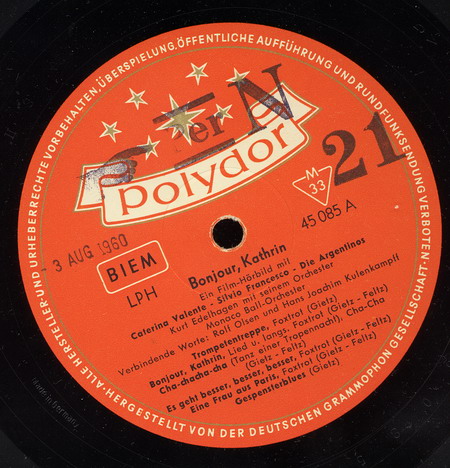 ALLE HERSTELLER UND URHEBERRECHTE VORBEHALTEN, ÜBERSPIELUNG, ÖFFENTLICHE AUFFÜHRUNG UND RUNDFUNKSENDUNG VERBOTEN.
er N
21
polydor
M
33
45 085 A
- 3 AUG 1960
BIEM
LPH
Bonjour, Kathrin
Ein Film-Hörbild mit
Caterina Valente - Silvio Francesco - Die Argentinos
Kurt Edelhagen mit seinem Orchester
Monaco Ball-Orchester
Verbindende Worte: Rolf Olsen und Hans Joachim Kulenkampff
Trompetentreppe, Foxtrot (Gietz)
Bonjour, Kathrin, Lied u. langs. Foxtrot (Gietz - Feltz)
Cha-chacha-cha (Tanz einer Tropennacht), Cha-Cha
(Gietz - Feltz)
Es geht besser, besser, besser, Foxtrot (Gietz - Feltz)
Eine Frau aus Paris, Foxtrot (Gietz - Feltz)
Gespensterblues (Gietz)
HERGESTELLT VON DER DEUTSCHEN GRAMMOPHON GESELLSCHAFT
Made in Germany